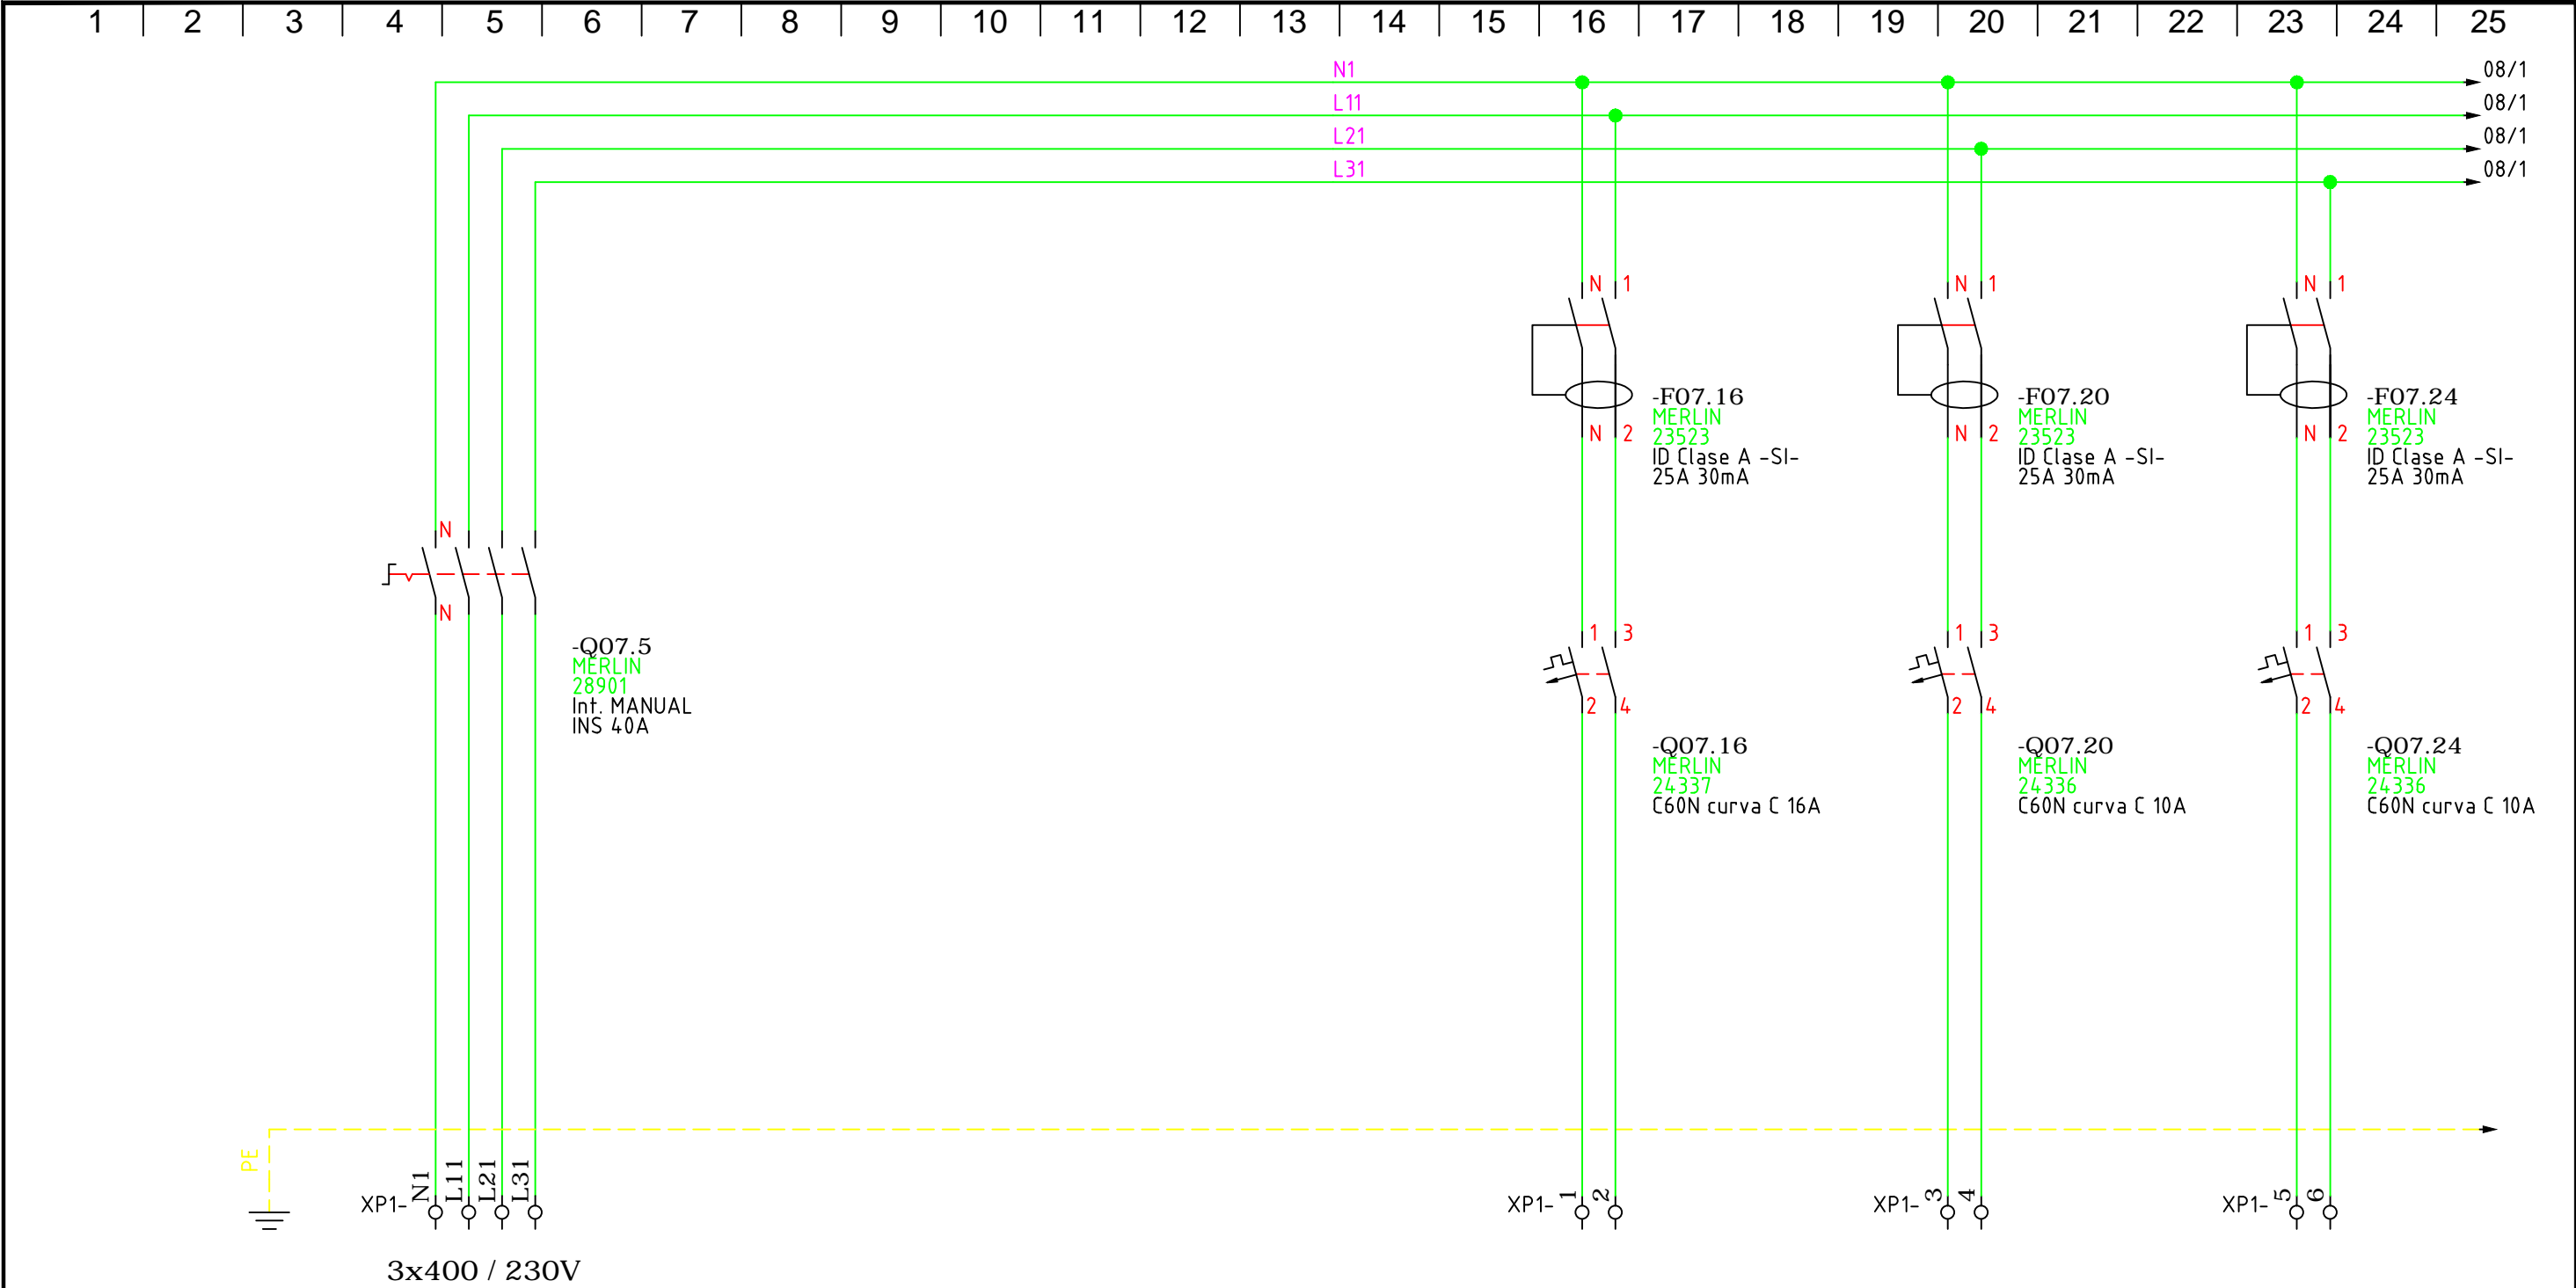 1 2 3 4 5 6 7 8 9 10 11 12 13 14 15 16 17 18 19 20 21 22 23 24 25
N1 08/1
L11 08/1
L21 08/1
L31 08/1
N 1 N 1 N 1
-F07.16
MERLIN
23523
ID Clase A -SI-
25A 30mA
N 2
-F07.20
MERLIN
23523
ID Clase A -SI-
25A 30mA
N 2
-F07.24
MERLIN
23523
ID Clase A -SI-
25A 30mA
N 2
N
N
-Q07.5
MERLIN
28901
Int. MANUAL
INS 40A
1 3 1 3 1 3
2 4 2 4 2 4
-Q07.16
MERLIN
24337
C60N curva C 16A
-Q07.20
MERLIN
24336
C60N curva C 10A
-Q07.24
MERLIN
24336
C60N curva C 10A
PE
XP1- N1 L11 L21 L31
XP1- 1 2
XP1- 3 4
XP1- 5 6
3x400 / 230V